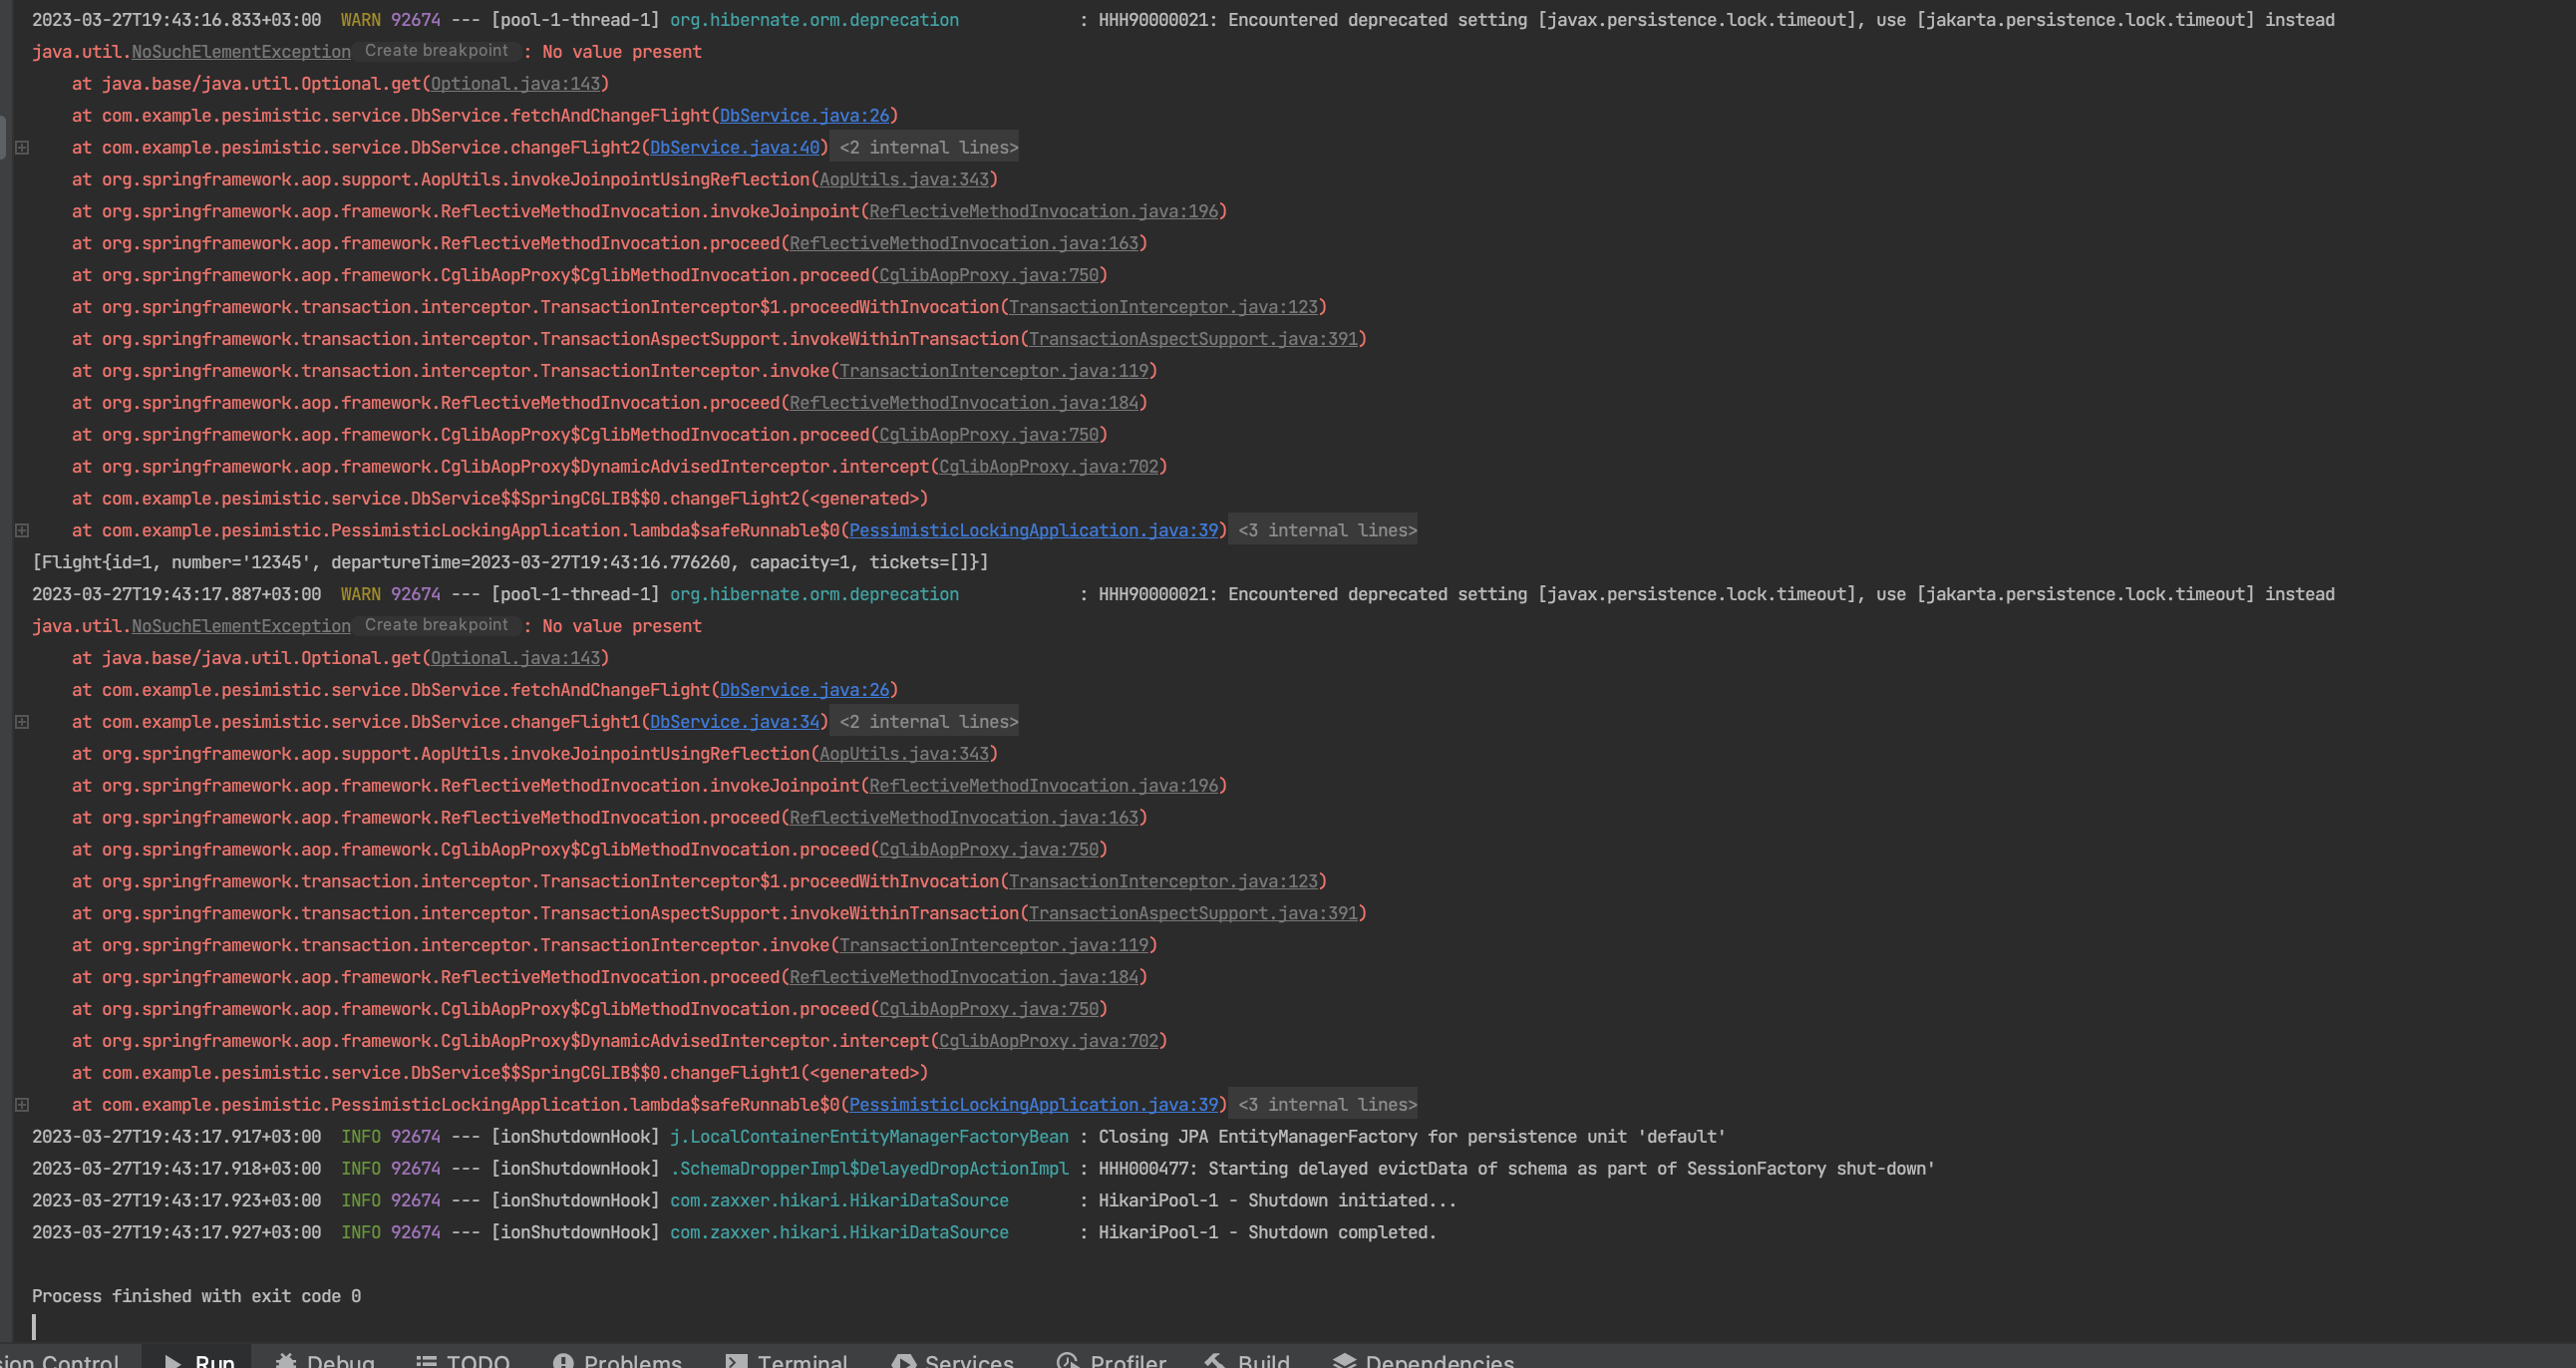 2023-03-27T19:43:16.833+03:00  WARN 92674 --- [pool-1-thread-1] org.hibernate.orm.deprecation            : HHH90000021: Encountered deprecated setting [javax.persistence.lock.timeout], use [jakarta.persistence.lock.timeout] instead
java.util.NoSuchElementException Create breakpoint : No value present
    at java.base/java.util.Optional.get(Optional.java:143)
    at com.example.pesimistic.service.DbService.fetchAndChangeFlight(DbService.java:26)
    at com.example.pesimistic.service.DbService.changeFlight2(DbService.java:40) <2 internal lines>
    at org.springframework.aop.support.AopUtils.invokeJoinpointUsingReflection(AopUtils.java:343)
    at org.springframework.aop.framework.ReflectiveMethodInvocation.invokeJoinpoint(ReflectiveMethodInvocation.java:196)
    at org.springframework.aop.framework.ReflectiveMethodInvocation.proceed(ReflectiveMethodInvocation.java:163)
    at org.springframework.aop.framework.CglibAopProxy$CglibMethodInvocation.proceed(CglibAopProxy.java:750)
    at org.springframework.transaction.interceptor.TransactionInterceptor$1.proceedWithInvocation(TransactionInterceptor.java:123)
    at org.springframework.transaction.interceptor.TransactionAspectSupport.invokeWithinTransaction(TransactionAspectSupport.java:391)
    at org.springframework.transaction.interceptor.TransactionInterceptor.invoke(TransactionInterceptor.java:119)
    at org.springframework.aop.framework.ReflectiveMethodInvocation.proceed(ReflectiveMethodInvocation.java:184)
    at org.springframework.aop.framework.CglibAopProxy$CglibMethodInvocation.proceed(CglibAopProxy.java:750)
    at org.springframework.aop.framework.CglibAopProxy$DynamicAdvisedInterceptor.intercept(CglibAopProxy.java:702)
    at com.example.pesimistic.service.DbService$$SpringCGLIB$$0.changeFlight2(<generated>)
    at com.example.pesimistic.PessimisticLockingApplication.lambda$safeRunnable$0(PessimisticLockingApplication.java:39) <3 internal lines>
[Flight{id=1, number='12345', departureTime=2023-03-27T19:43:16.776260, capacity=1, tickets=[]}]
2023-03-27T19:43:17.887+03:00  WARN 92674 --- [pool-1-thread-1] org.hibernate.orm.deprecation            : HHH90000021: Encountered deprecated setting [javax.persistence.lock.timeout], use [jakarta.persistence.lock.timeout] instead
java.util.NoSuchElementException Create breakpoint : No value present
    at java.base/java.util.Optional.get(Optional.java:143)
    at com.example.pesimistic.service.DbService.fetchAndChangeFlight(DbService.java:26)
    at com.example.pesimistic.service.DbService.changeFlight1(DbService.java:34) <2 internal lines>
    at org.springframework.aop.support.AopUtils.invokeJoinpointUsingReflection(AopUtils.java:343)
    at org.springframework.aop.framework.ReflectiveMethodInvocation.invokeJoinpoint(ReflectiveMethodInvocation.java:196)
    at org.springframework.aop.framework.ReflectiveMethodInvocation.proceed(ReflectiveMethodInvocation.java:163)
    at org.springframework.aop.framework.CglibAopProxy$CglibMethodInvocation.proceed(CglibAopProxy.java:750)
    at org.springframework.transaction.interceptor.TransactionInterceptor$1.proceedWithInvocation(TransactionInterceptor.java:123)
    at org.springframework.transaction.interceptor.TransactionAspectSupport.invokeWithinTransaction(TransactionAspectSupport.java:391)
    at org.springframework.transaction.interceptor.TransactionInterceptor.invoke(TransactionInterceptor.java:119)
    at org.springframework.aop.framework.ReflectiveMethodInvocation.proceed(ReflectiveMethodInvocation.java:184)
    at org.springframework.aop.framework.CglibAopProxy$CglibMethodInvocation.proceed(CglibAopProxy.java:750)
    at org.springframework.aop.framework.CglibAopProxy$DynamicAdvisedInterceptor.intercept(CglibAopProxy.java:702)
    at com.example.pesimistic.service.DbService$$SpringCGLIB$$0.changeFlight1(<generated>)
    at com.example.pesimistic.PessimisticLockingApplication.lambda$safeRunnable$0(PessimisticLockingApplication.java:39) <3 internal lines>
2023-03-27T19:43:17.917+03:00  INFO 92674 --- [ionShutdownHook] j.LocalContainerEntityManagerFactoryBean : Closing JPA EntityManagerFactory for persistence unit 'default'
2023-03-27T19:43:17.918+03:00  INFO 92674 --- [ionShutdownHook] .SchemaDropperImpl$DelayedDropActionImpl : HHH000477: Starting delayed evictData of schema as part of SessionFactory shut-down'
2023-03-27T19:43:17.923+03:00  INFO 92674 --- [ionShutdownHook] com.zaxxer.hikari.HikariDataSource       : HikariPool-1 - Shutdown initiated...
2023-03-27T19:43:17.927+03:00  INFO 92674 --- [ionShutdownHook] com.zaxxer.hikari.HikariDataSource       : HikariPool-1 - Shutdown completed.
Process finished with exit code 0
sion Control Run Debug TODO Problems Terminal Services Profiler Build Dependencies